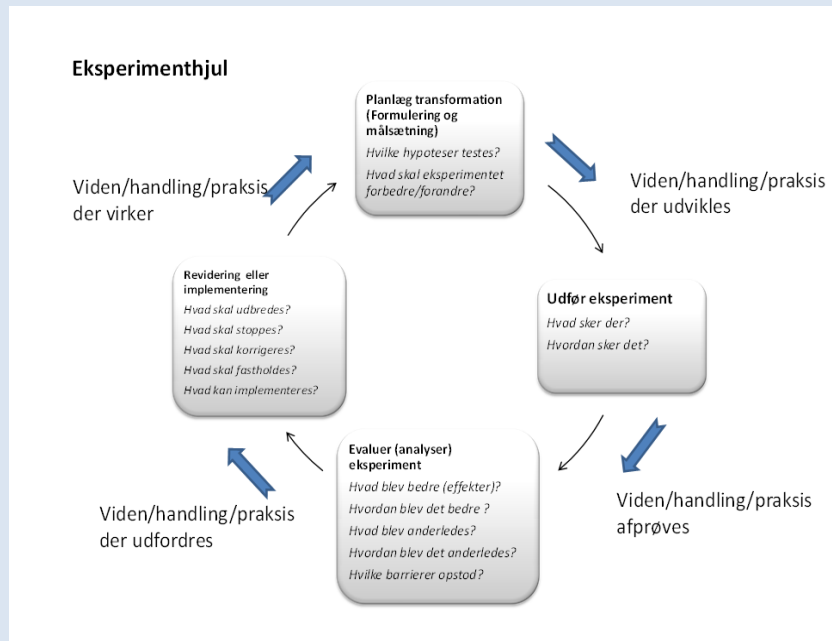 Eksperimenthjul
Planlæg transformation
(Formulering og
målsætning)
Hvilke hypoteser testes?
Hvad skal eksperimentet
forbedre/forandre?
Viden/handling/praksis
der udvikles
Udfør eksperiment
Hvad sker der?
Hvordan sker det?
Viden/handling/praksis
afprøves
Evaluer (analyser)
eksperiment
Hvad blev bedre (effekter)?
Hvordan blev det bedre ?
Hvad blev anderledes?
Hvordan blev det anderledes?
Hvilke barrierer opstod?
Viden/handling/praksis
der udfordres
Revidering eller
implementering
Hvad skal udbredes?
Hvad skal stoppes?
Hvad skal korrigeres?
Hvad skal fastholdes?
Hvad kan implementeres?
Viden/handling/praksis
der virker